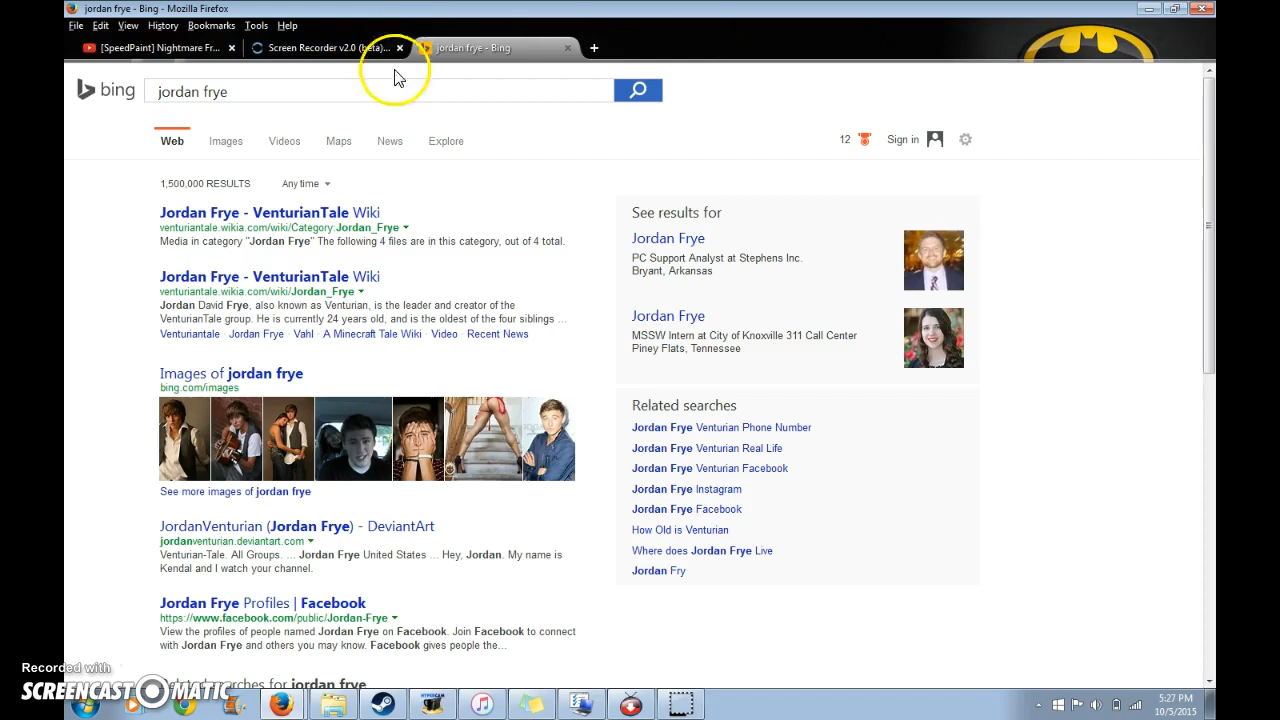 jordan frye - Bing - Mozilla Firefox
File Edit View History Bookmarks Tools Help
[SpeedPaint] Nightmare Fr... Screen Recorder v2.0 (beta)... jordan frye - Bing
bing jordan frye
Web Images Videos Maps News Explore
12 Sign in
1,500,000 RESULTS Any time
Jordan Frye - VenturianTale Wiki
venturiantale.wikia.com/wiki/Category:Jordan_Frye
Media in category "Jordan Frye" The following 4 files are in this category, out of 4 total.
Jordan Frye - VenturianTale Wiki
venturiantale.wikia.com/wiki/Jordan_Frye
Jordan David Frye, also known as Venturian, is the leader and creator of the
VenturianTale group. He is currently 24 years old, and is the oldest of the four siblings ...
Venturiantale · Jordan Frye · Vahl · A Minecraft Tale Wiki · Video · Recent News
Images of jordan frye
bing.com/images
See more images of jordan frye
JordanVenturian (Jordan Frye) - DeviantArt
jordanventurian.deviantart.com
Venturian-Tale. All Groups. ... Jordan Frye United States ... Hey, Jordan. My name is
Kendal and I watch your channel.
Jordan Frye Profiles | Facebook
https://www.facebook.com/public/Jordan-Frye
View the profiles of people named Jordan Frye on Facebook. Join Facebook to connect
with Jordan Frye and others you may know. Facebook gives people the...
Related searches for jordan frye
See results for
Jordan Frye
PC Support Analyst at Stephens Inc.
Bryant, Arkansas
Jordan Frye
MSSW Intern at City of Knoxville 311 Call Center
Piney Flats, Tennessee
Related searches
Jordan Frye Venturian Phone Number
Jordan Frye Venturian Real Life
Jordan Frye Venturian Facebook
Jordan Frye Instagram
Jordan Frye Facebook
How Old is Venturian
Where does Jordan Frye Live
Jordan Fry
Recorded with
SCREENCAST MATIC
HYPERCAM
5:27 PM
10/5/2015